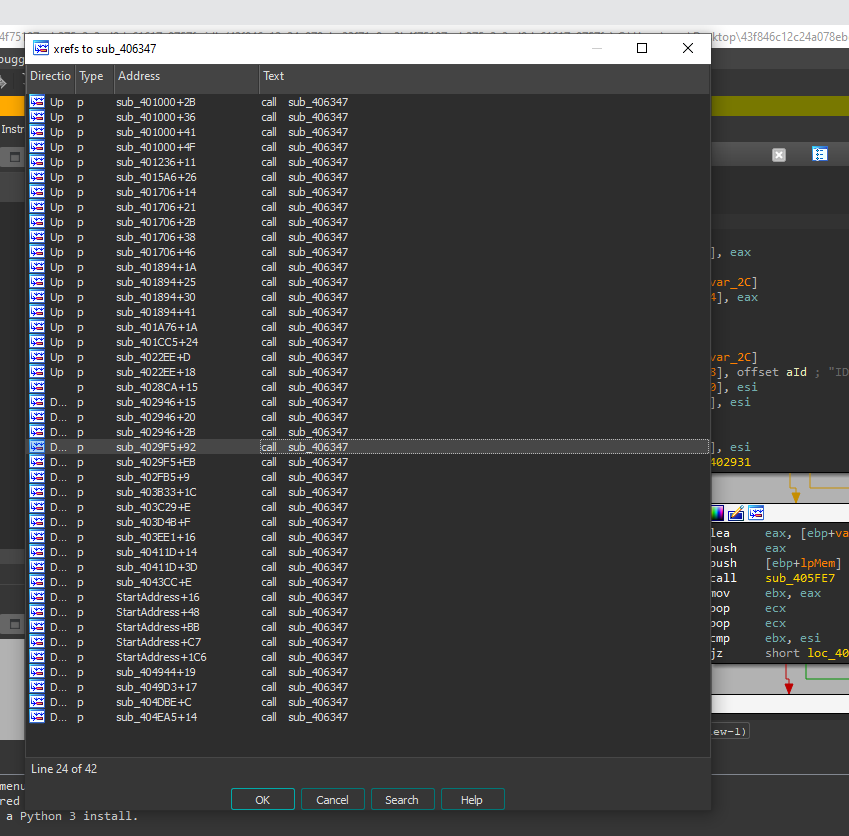 xrefs to sub_406347
ktop\43f846c12c24a078eb
Directio Type Address Text
Up p sub_401000+2B call sub_406347
Up p sub_401000+36 call sub_406347
Up p sub_401000+41 call sub_406347
Up p sub_401000+4F call sub_406347
Up p sub_401236+11 call sub_406347
Up p sub_4015A6+26 call sub_406347
Up p sub_401706+14 call sub_406347
Up p sub_401706+21 call sub_406347
Up p sub_401706+2B call sub_406347
Up p sub_401706+38 call sub_406347
Up p sub_401706+46 call sub_406347
Up p sub_401894+1A call sub_406347
Up p sub_401894+25 call sub_406347
Up p sub_401894+30 call sub_406347
Up p sub_401894+41 call sub_406347
Up p sub_401A76+1A call sub_406347
Up p sub_401CC5+24 call sub_406347
Up p sub_4022EE+D call sub_406347
Up p sub_4022EE+18 call sub_406347
p sub_4028CA+15 call sub_406347
D... p sub_402946+15 call sub_406347
D... p sub_402946+20 call sub_406347
D... p sub_402946+2B call sub_406347
D... p sub_4029F5+92 call sub_406347
D... p sub_4029F5+EB call sub_406347
D... p sub_402FB5+9 call sub_406347
D... p sub_403B33+1C call sub_406347
D... p sub_403C29+E call sub_406347
D... p sub_403D4B+F call sub_406347
D... p sub_403EE1+16 call sub_406347
D... p sub_40411D+14 call sub_406347
D... p sub_40411D+3D call sub_406347
D... p sub_4043CC+E call sub_406347
D... p StartAddress+16 call sub_406347
D... p StartAddress+48 call sub_406347
D... p StartAddress+BB call sub_406347
D... p StartAddress+C7 call sub_406347
D... p StartAddress+1C6 call sub_406347
D... p sub_404944+19 call sub_406347
D... p sub_4049D3+17 call sub_406347
D... p sub_404DBE+C call sub_406347
D... p sub_404EA5+14 call sub_406347
Line 24 of 42
OK Cancel Search Help
bugg
Instr
], eax
var_2C]
4], eax
var_2C]
], offset aId ; "ID
], esi
], esi
], esi
402931
lea eax, [ebp+va
push eax
push [ebp+lpMem]
call sub_405FE7
mov ebx, eax
pop ecx
pop ecx
cmp ebx, esi
jz short loc_40
ew-1)
menu
red
a Python 3 install.